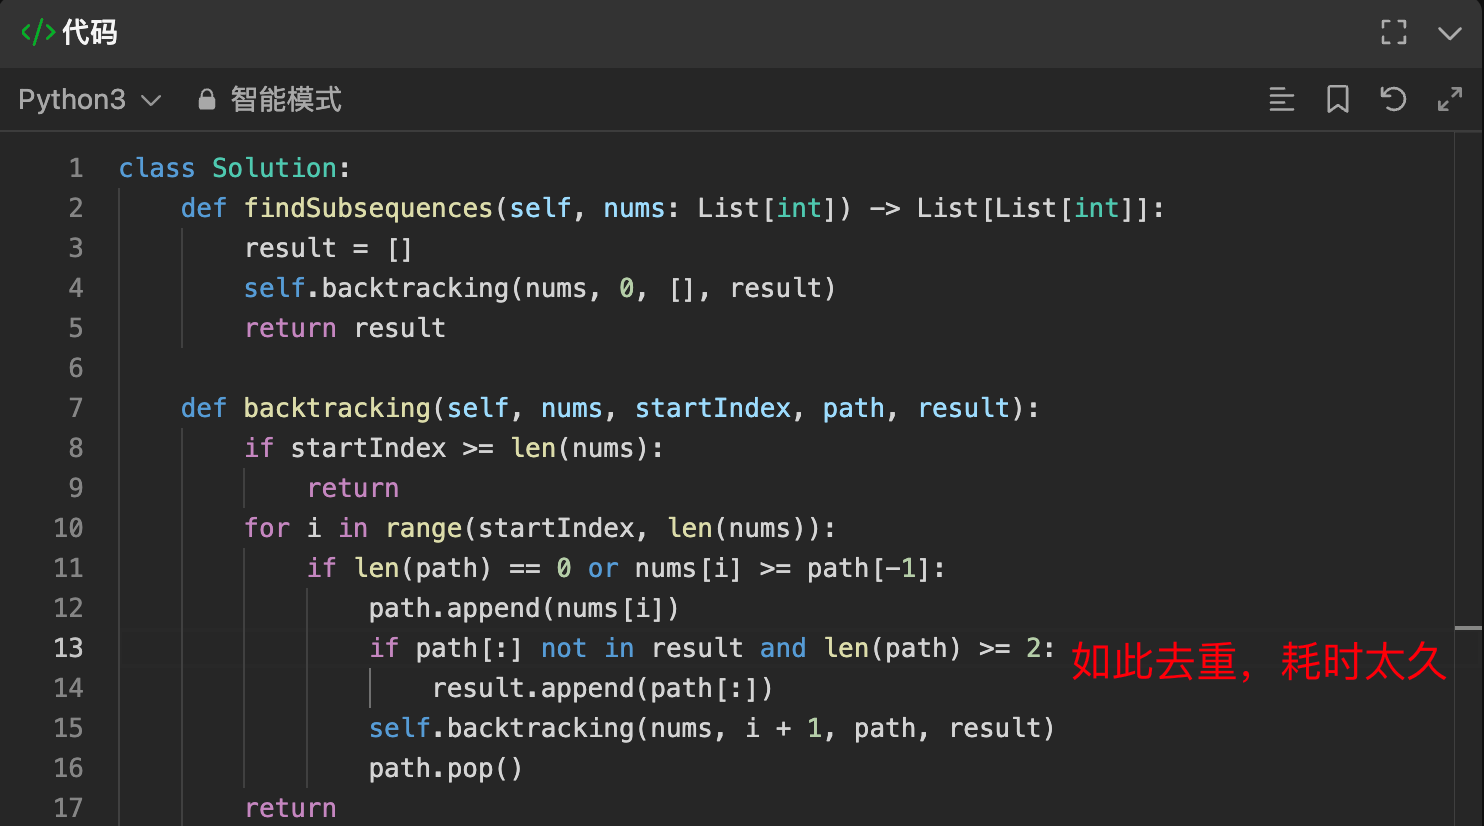 </> 代码
Python3 智能模式
1 class Solution:
2     def findSubsequences(self, nums: List[int]) -> List[List[int]]:
3         result = []
4         self.backtracking(nums, 0, [], result)
5         return result
6
7     def backtracking(self, nums, startIndex, path, result):
8         if startIndex >= len(nums):
9             return
10         for i in range(startIndex, len(nums)):
11             if len(path) == 0 or nums[i] >= path[-1]:
12                 path.append(nums[i])
13                 if path[:] not in result and len(path) >= 2: 如此去重，耗时太久
14                     result.append(path[:])
15                 self.backtracking(nums, i + 1, path, result)
16                 path.pop()
17         return